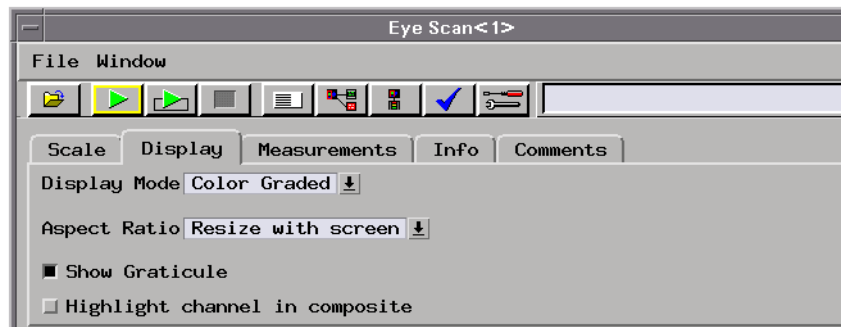 Eye Scan<1>
File Window
Scale Display Measurements Info Comments
Display Mode Color Graded
Aspect Ratio Resize with screen
Show Graticule
Highlight channel in composite